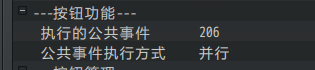 ---按钮功能---
执行的公共事件 206
公共事件执行方式 并行